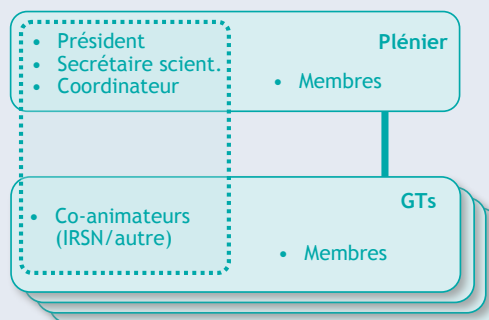 • Président
Plénier
• Secrétaire scient.
• Coordinateur
• Membres
GTs
• Co-animateurs
(IRSN/autre)
• Membres